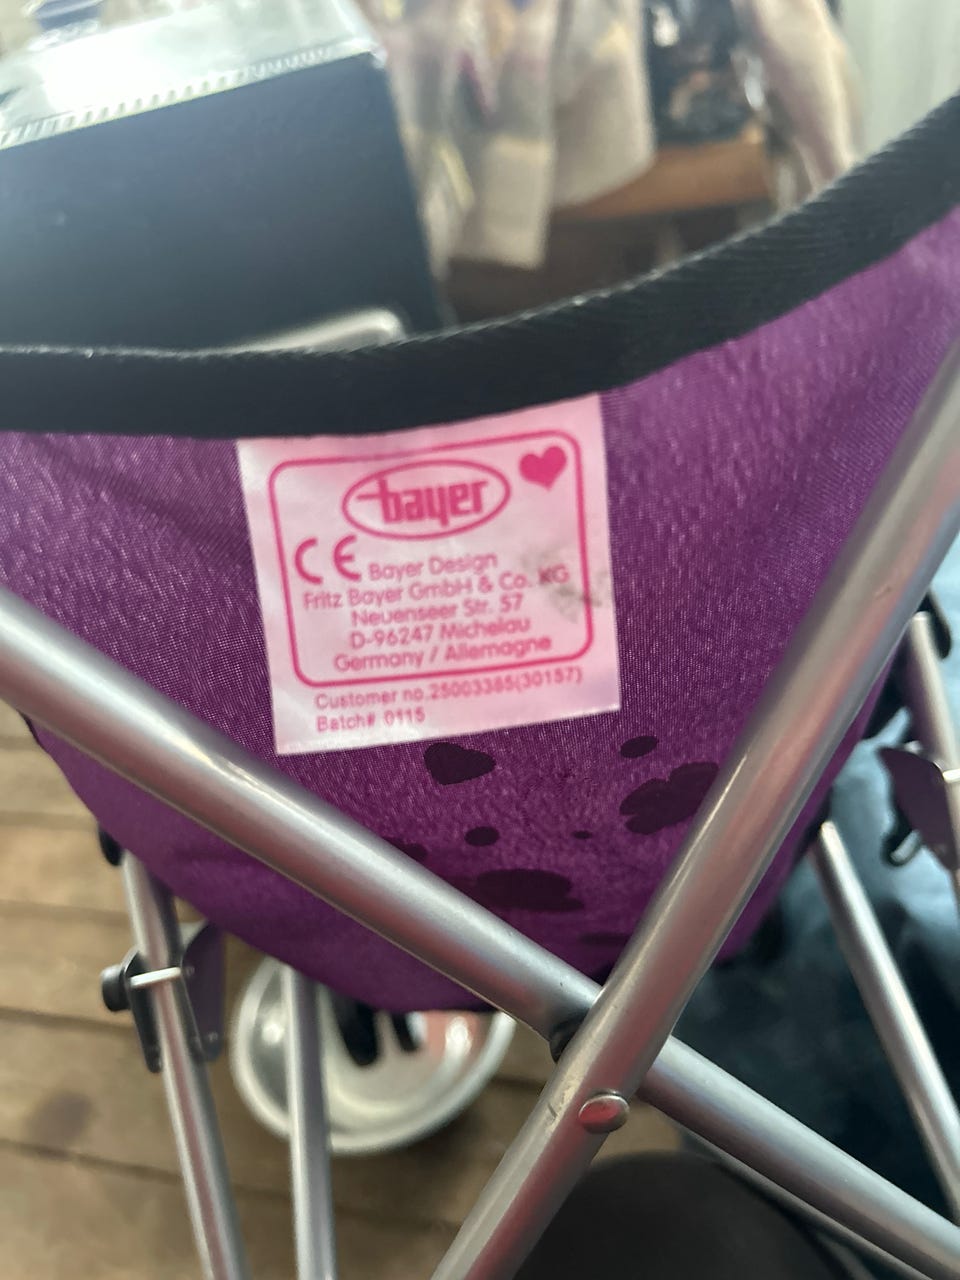 bayer
CE
Bayer Design
Fritz Bayer GmbH & Co. KG
Neuenseer Str. 57
D-96247 Michelau
Germany / Allemagne
Customer no.25003385(30157)
Batch# 0115